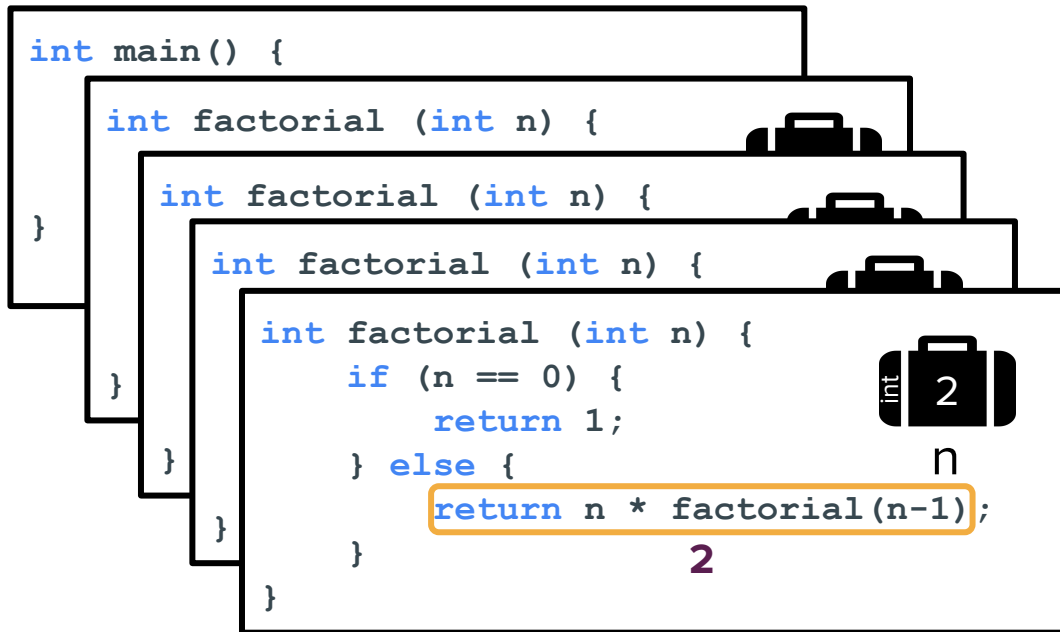 int main() {
int factorial (int n) {
int factorial (int n) {
int factorial (int n) {
int factorial (int n) {
if (n == 0) {
return 1;
} else {
return n * factorial(n-1);
2
}
}
}
}
}
}
int
2
n